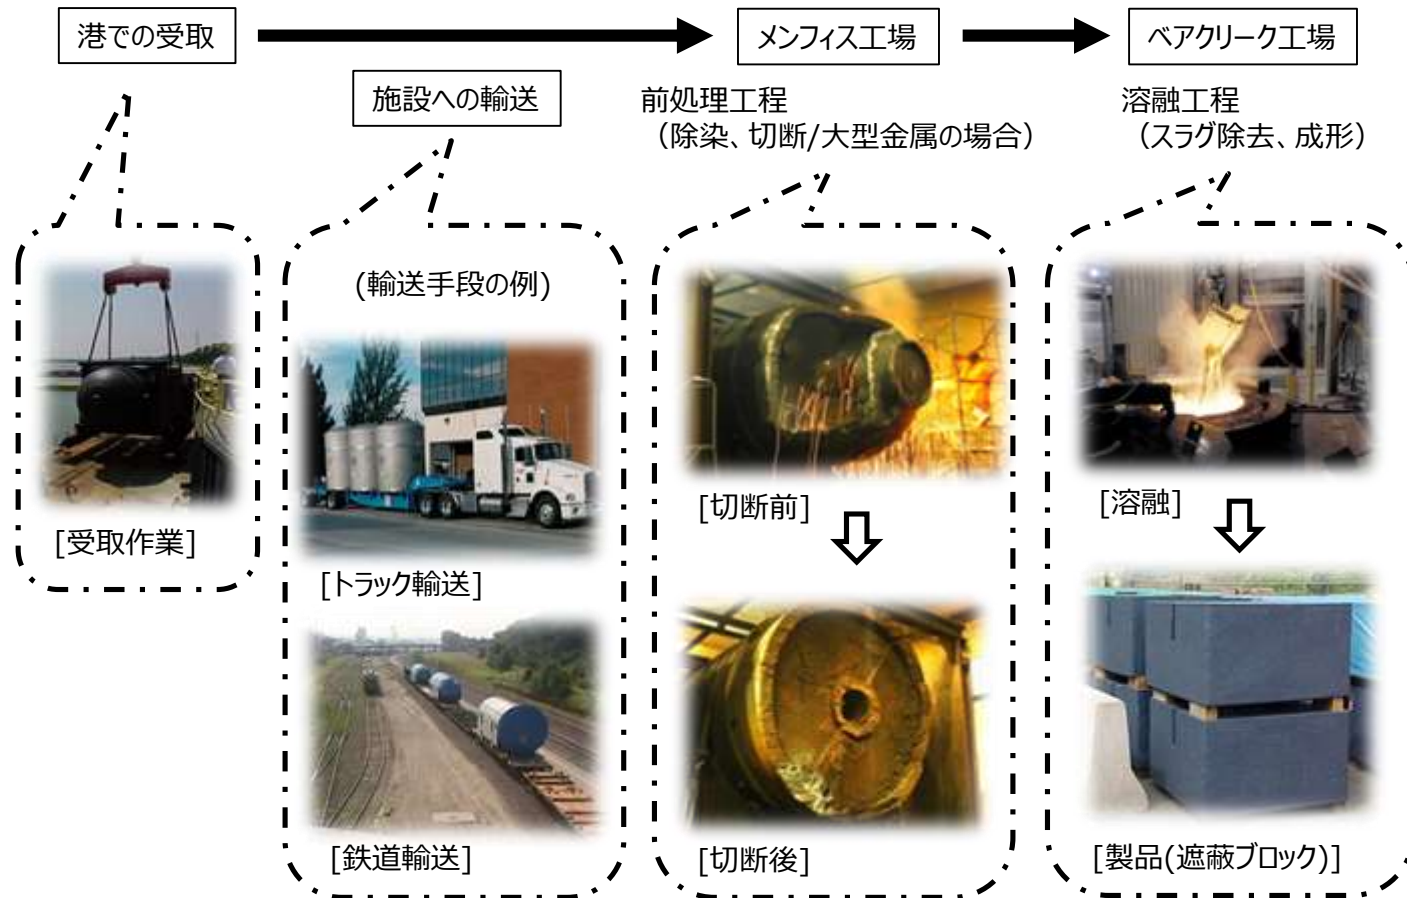 港での受取
メンフィス工場
ベアクリーク工場
施設への輸送
前処理工程
（除染、切断/大型金属の場合）
溶融工程
（スラグ除去、成形）
(輸送手段の例)
[受取作業]
[トラック輸送]
[鉄道輸送]
[切断前]
[切断後]
[溶融]
[製品(遮蔽ブロック)]